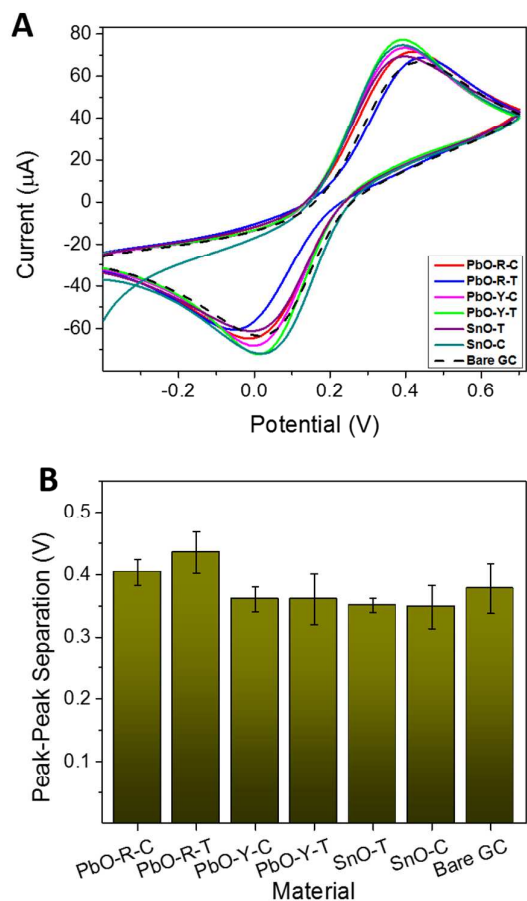 A
80
60
40
20
0
-20
-40
-60
Current (µA)
-0.2
0.0
0.2
0.4
0.6
Potential (V)
PbO-R-C
PbO-R-T
PbO-Y-C
PbO-Y-T
SnO-T
SnO-C
Bare GC
B
0.5
0.4
0.3
0.2
0.1
Peak-Peak Separation (V)
PbO-R-C
PbO-R-T
PbO-Y-C
PbO-Y-T
SnO-T
SnO-C
Bare GC
Material